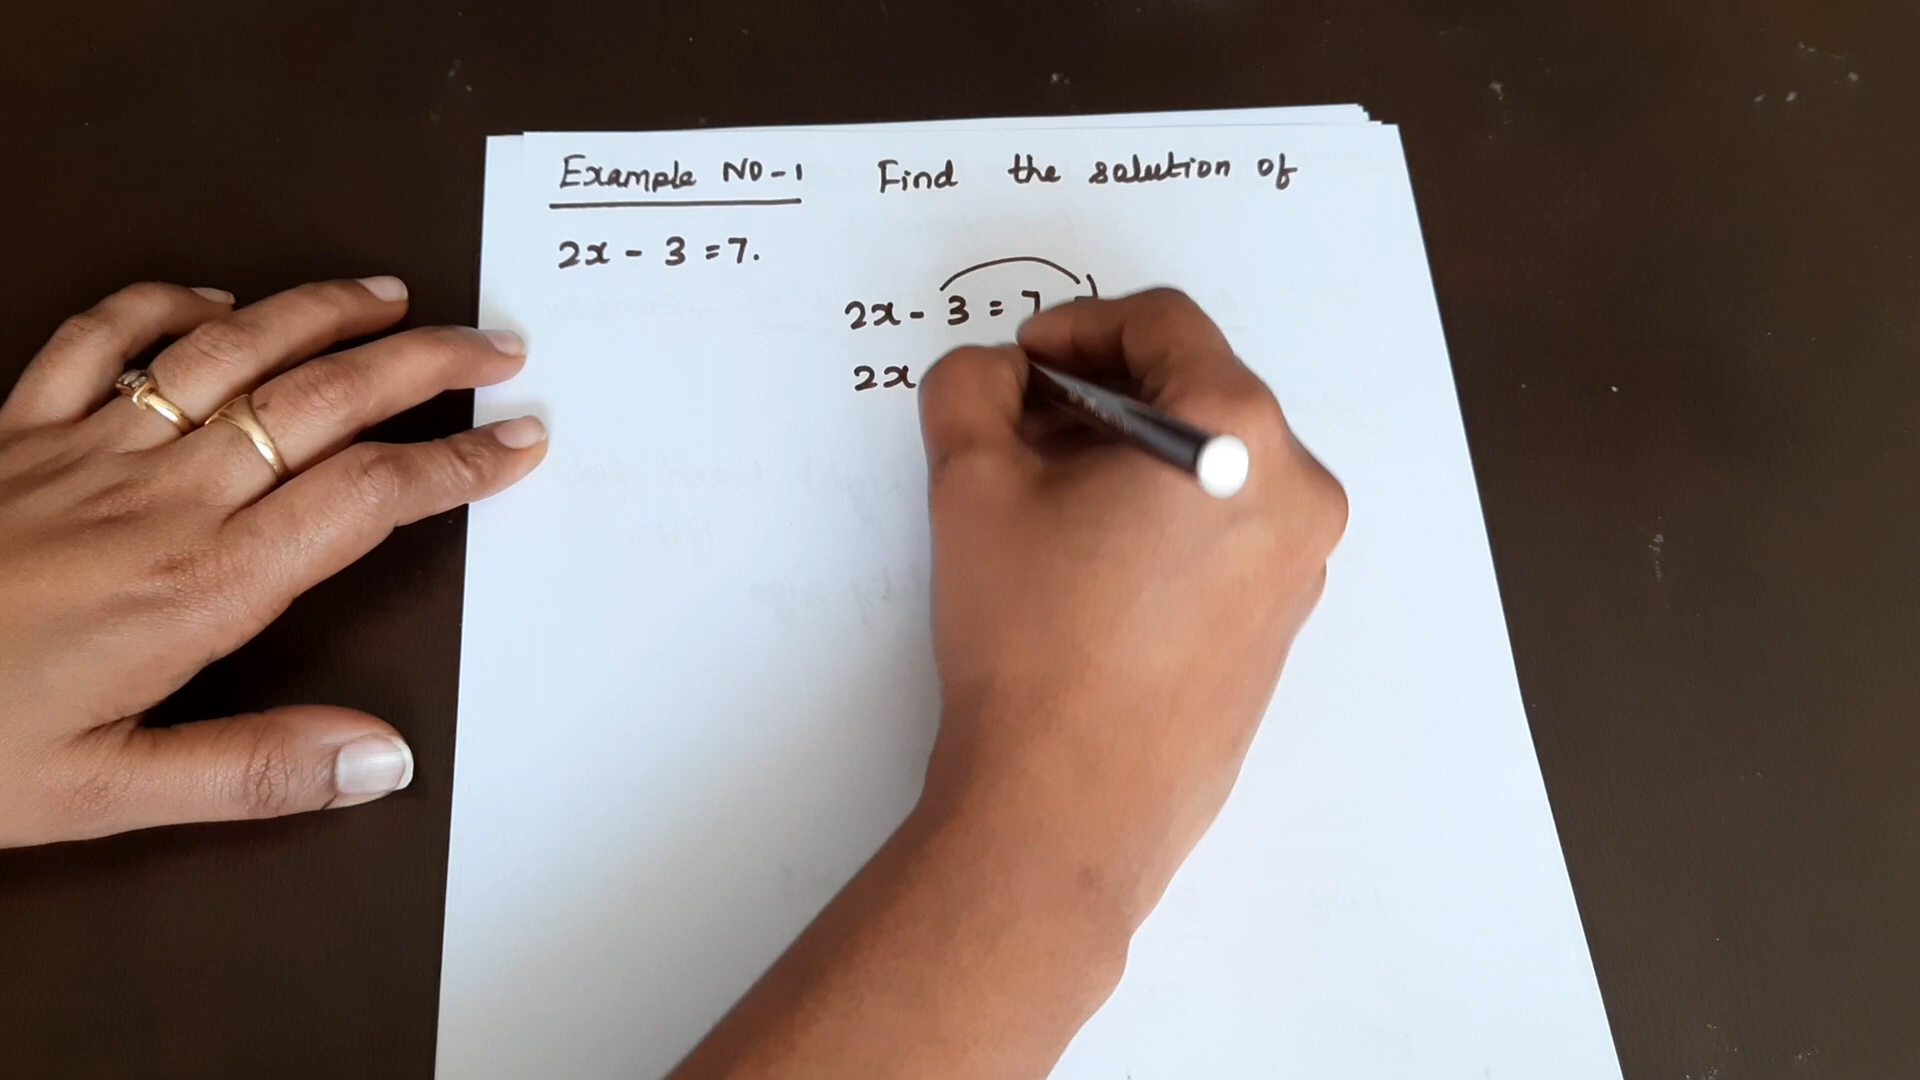 Example NO-1 Find the solution of
2x - 3 = 7.
2x - 3 = 7
2x